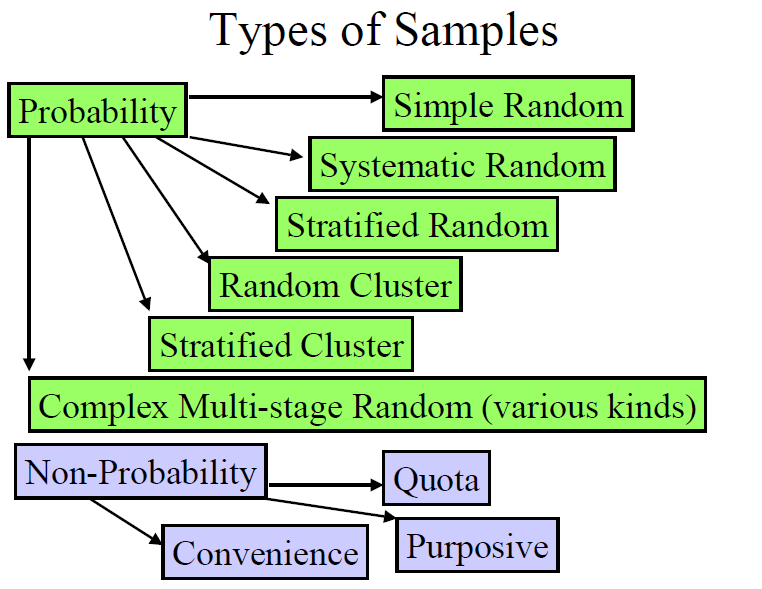 Types of Samples
Probability
Simple Random
Systematic Random
Stratified Random
Random Cluster
Stratified Cluster
Complex Multi-stage Random (various kinds)
Non-Probability
Quota
Purposive
Convenience